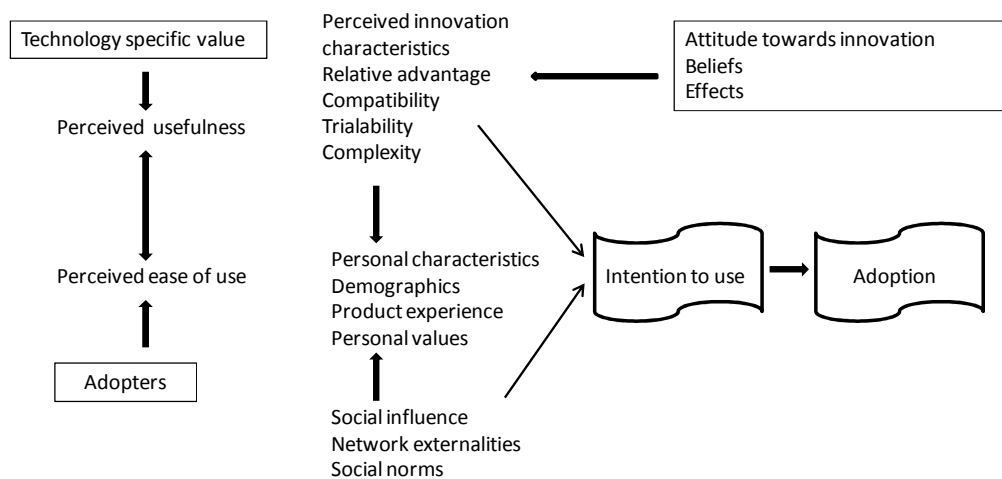 Technology specific value
Perceived usefulness
Perceived ease of use
Adopters
Perceived innovation
characteristics
Relative advantage
Compatibility
Trialability
Complexity
Personal characteristics
Demographics
Product experience
Personal values
Social influence
Network externalities
Social norms
Attitude towards innovation
Beliefs
Effects
Intention to use
Adoption